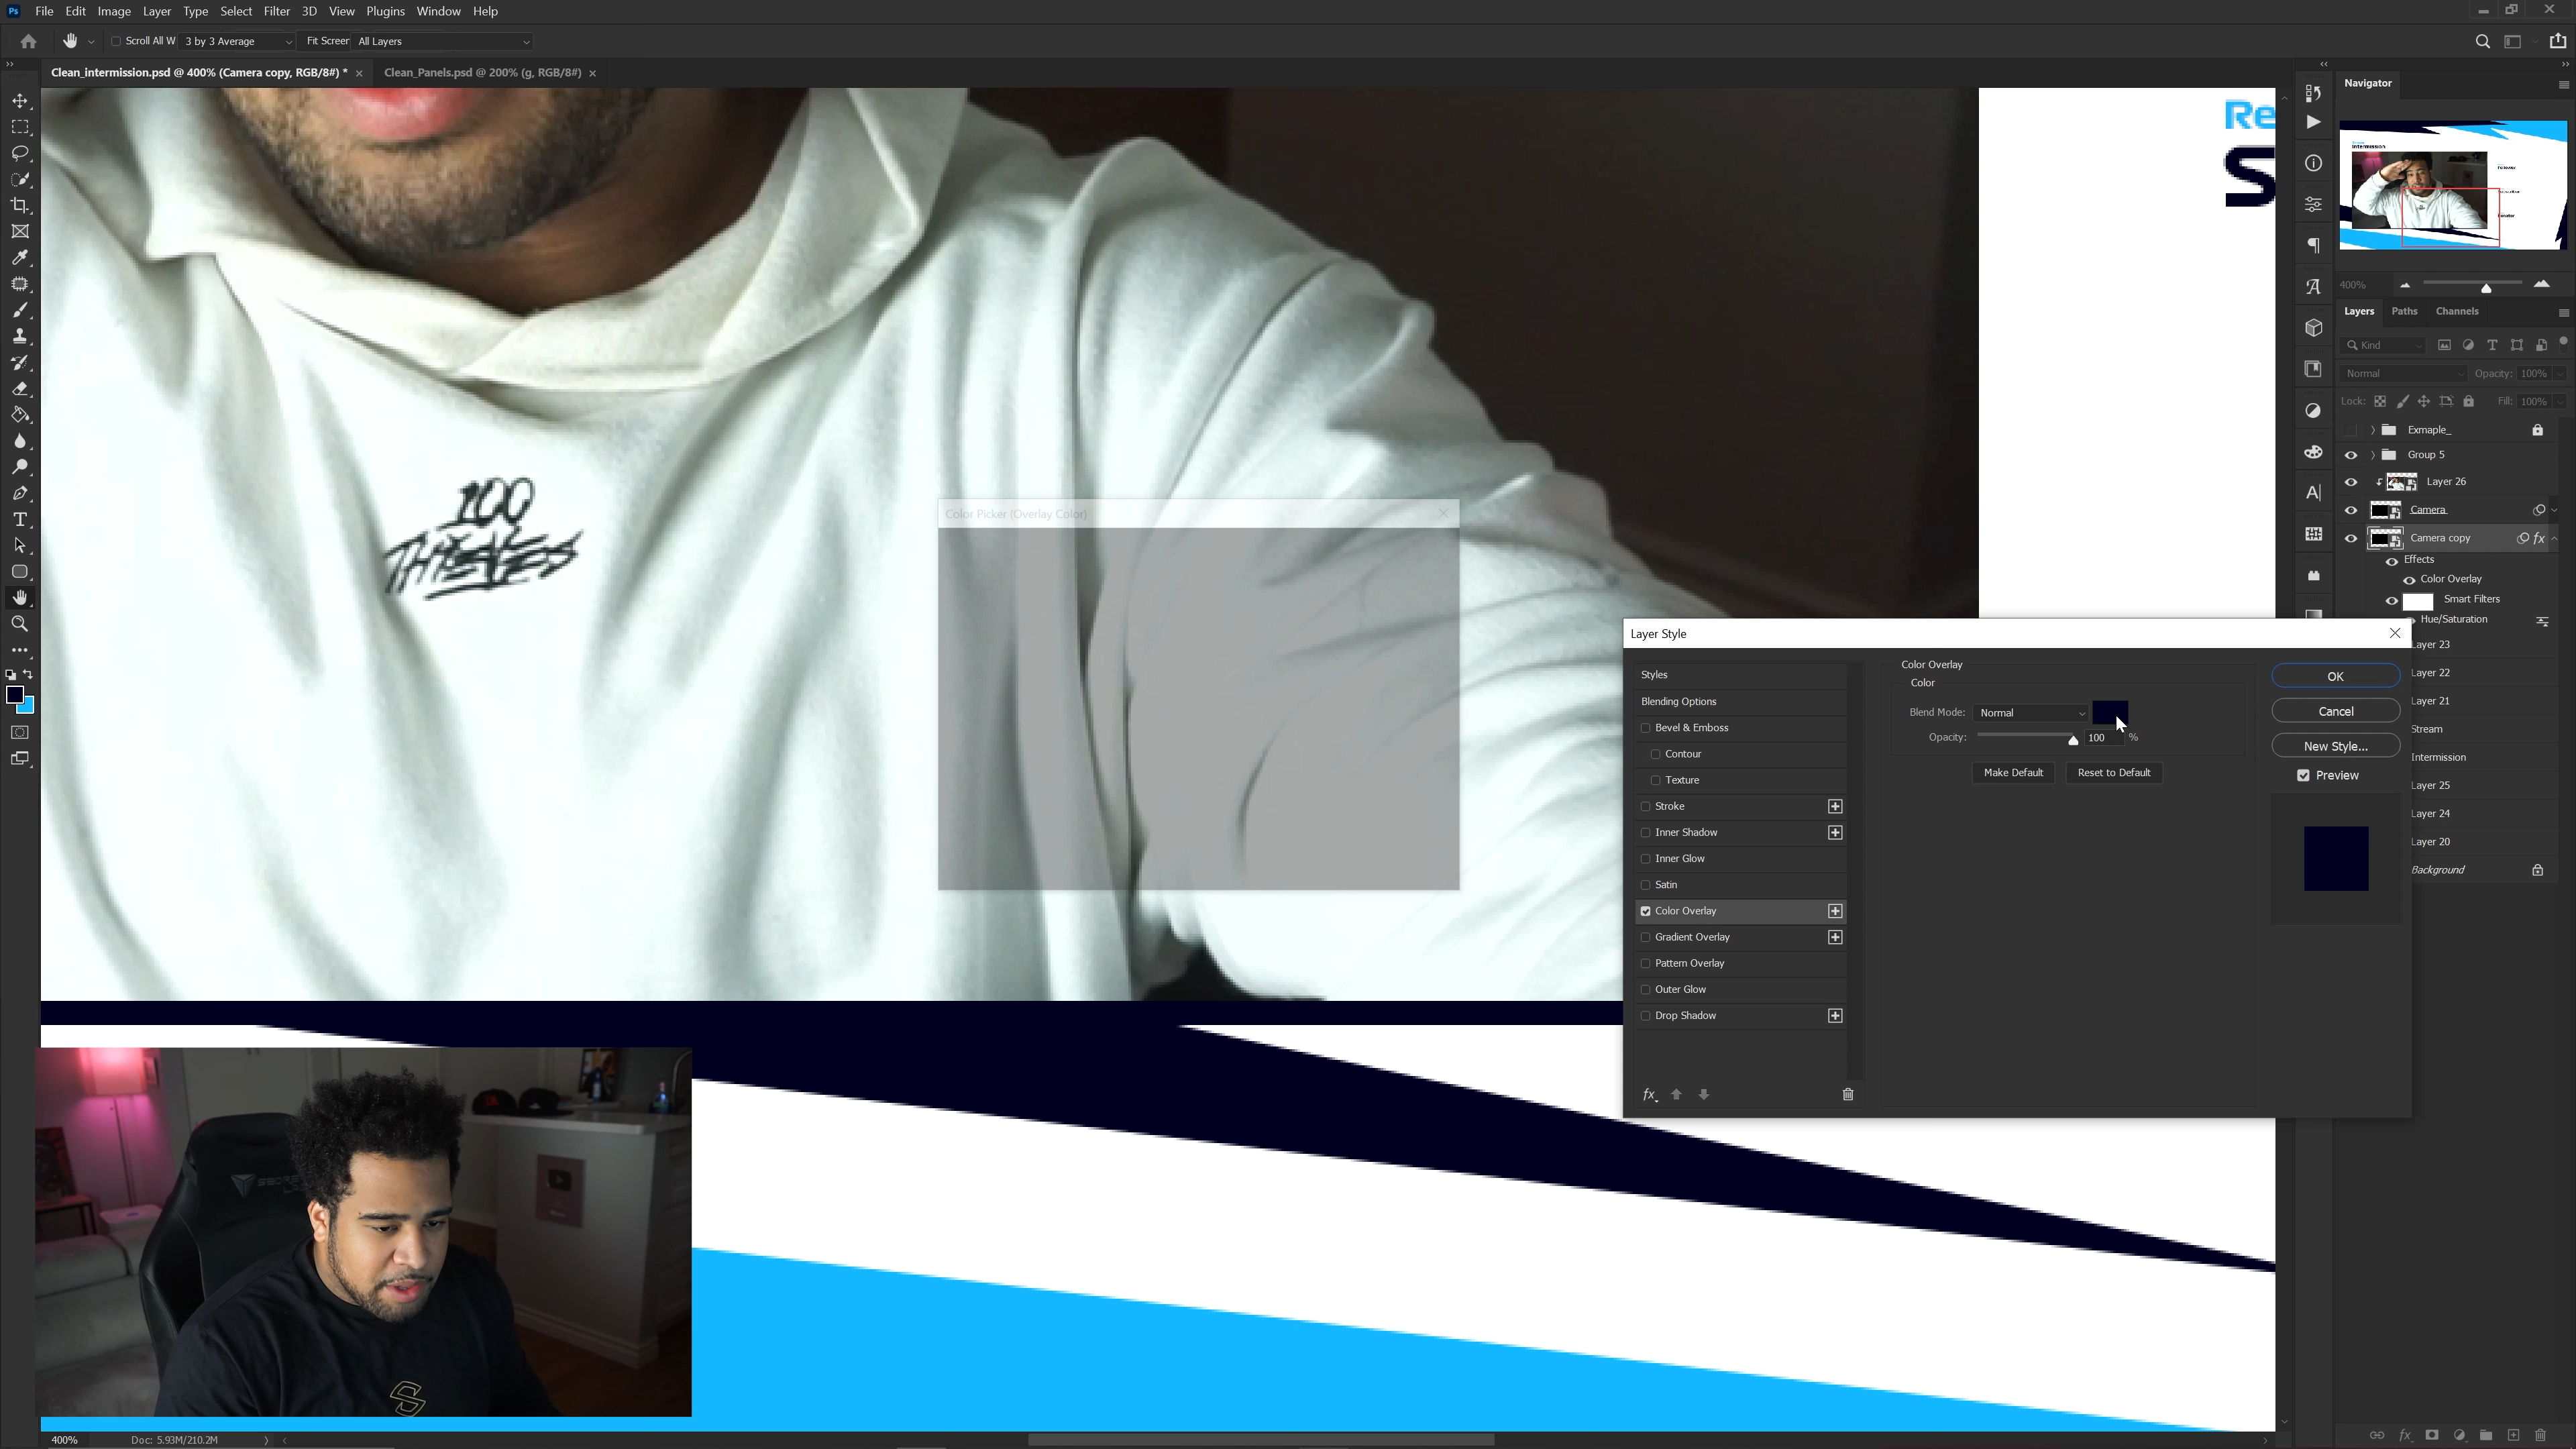 Ps File Edit Image Layer Type Select Filter 3D View Plugins Window Help
Scroll All W 3 by 3 Average Fit Screen All Layers
Clean_intermission.psd @ 400% (Camera copy, RGB/8#) * Clean_Panels.psd @ 200% (g, RGB/8#)
Re
S
100
THIEVES
Color Picker (Overlay Color)
Navigator
400%
Layers Paths Channels
Kind
Normal Opacity: 100%
Lock: Fill: 100%
Exmaple_
Group 5
Layer 26
Camera
Camera copy fx
Effects
Color Overlay
Smart Filters
Hue/Saturation
Layer 23
Layer 22
Layer 21
Stream
Intermission
Layer 25
Layer 24
Layer 20
Background
Layer Style
Styles
Blending Options
Bevel & Emboss
Contour
Texture
Stroke
Inner Shadow
Inner Glow
Satin
Color Overlay
Gradient Overlay
Pattern Overlay
Outer Glow
Drop Shadow
fx
Color Overlay
Color
Blend Mode: Normal
Opacity: 100 %
Make Default Reset to Default
OK
Cancel
New Style...
Preview
400% Doc: 5.93M/210.2M